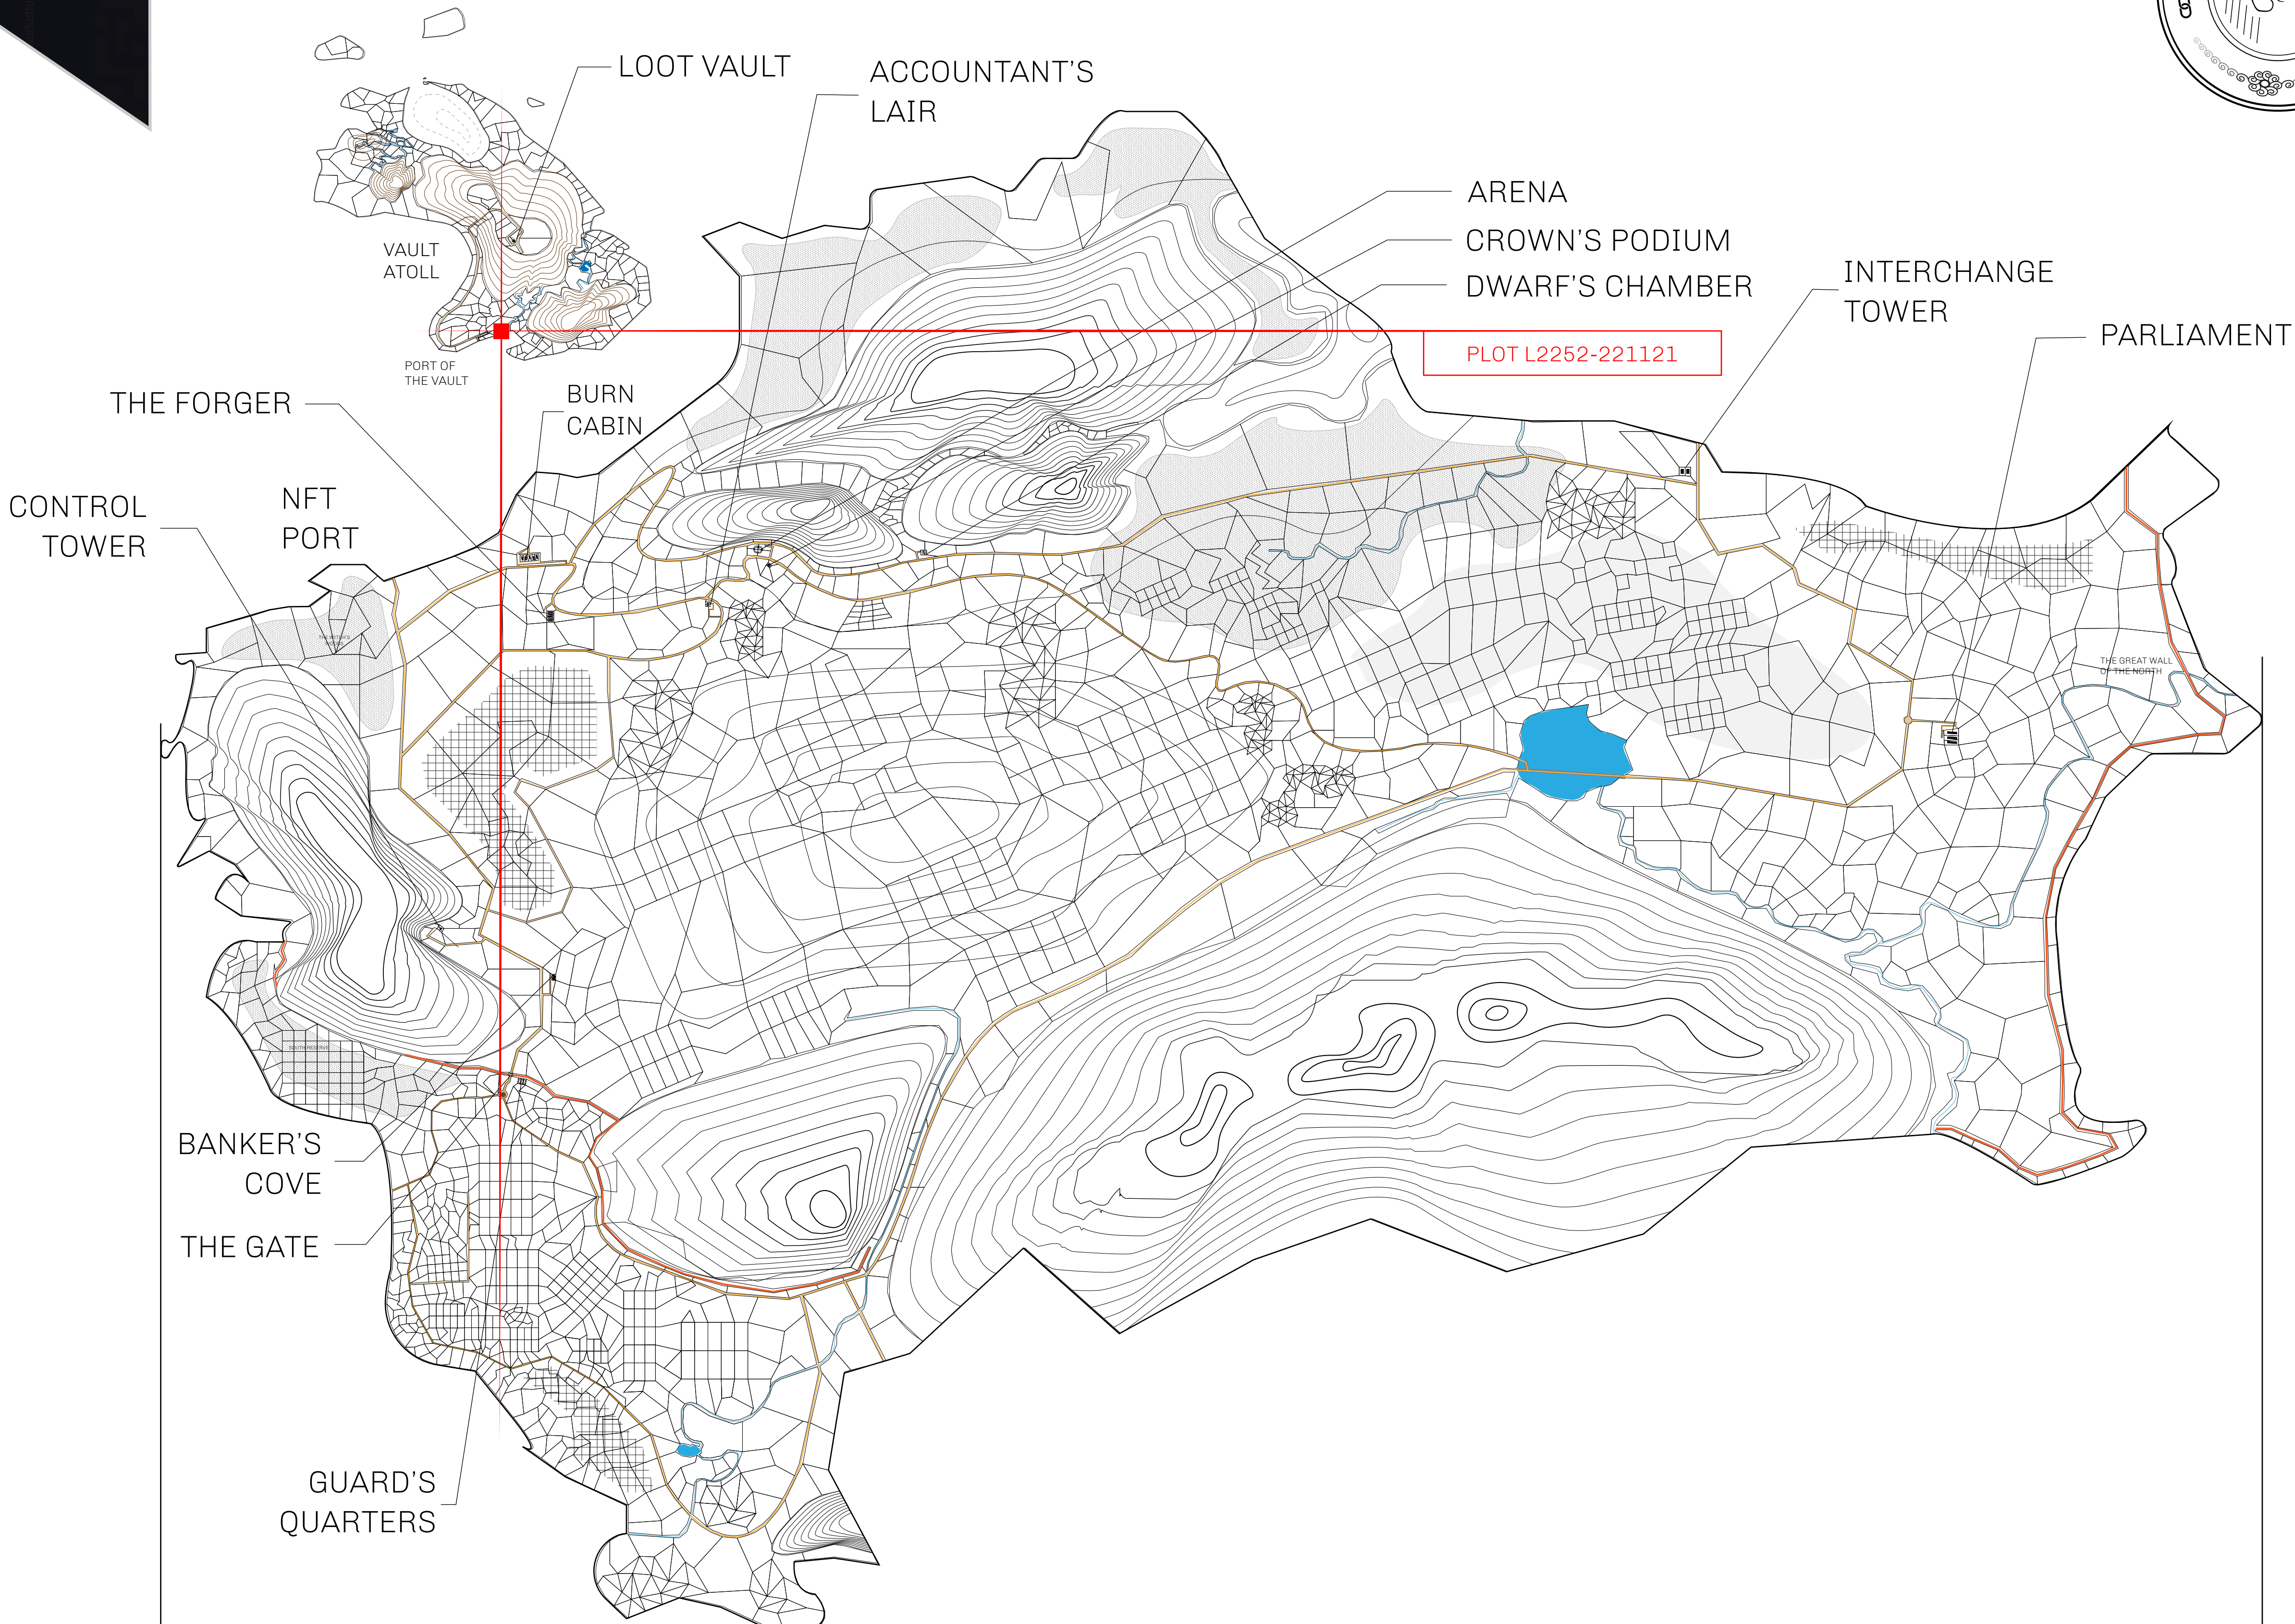 LOOT VAULT
ACCOUNTANT'S
LAIR
ARENA
CROWN'S PODIUM
DWARF'S CHAMBER
INTERCHANGE
TOWER
PARLIAMENT
VAULT
ATOLL
PORT OF
THE VAULT
PLOT L2252-221121
THE FORGER
BURN
CABIN
CONTROL
TOWER
NFT
PORT
THE GREAT WALL
OF THE NORTH
SOUTH RESERVE
BANKER'S
COVE
THE GATE
GUARD'S
QUARTERS